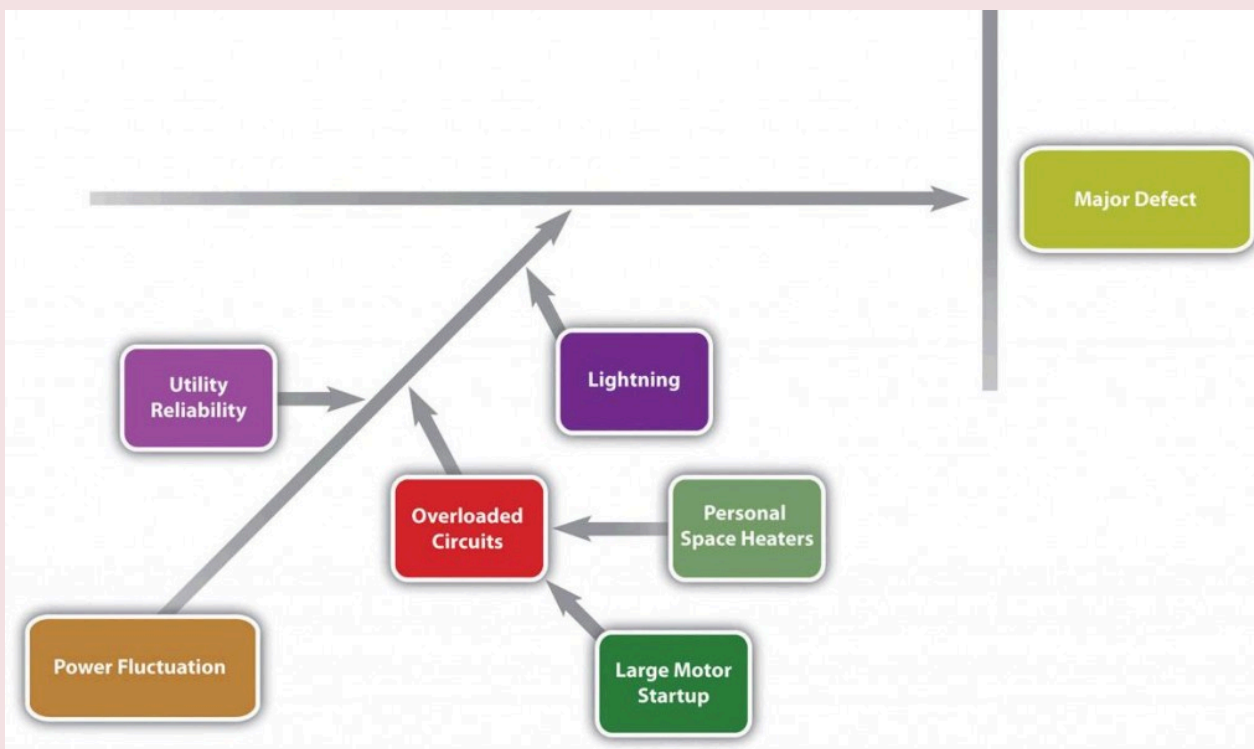 Major Defect
Utility
Reliability
Lightning
Overloaded
Circuits
Personal
Space Heaters
Power Fluctuation
Large Motor
Startup